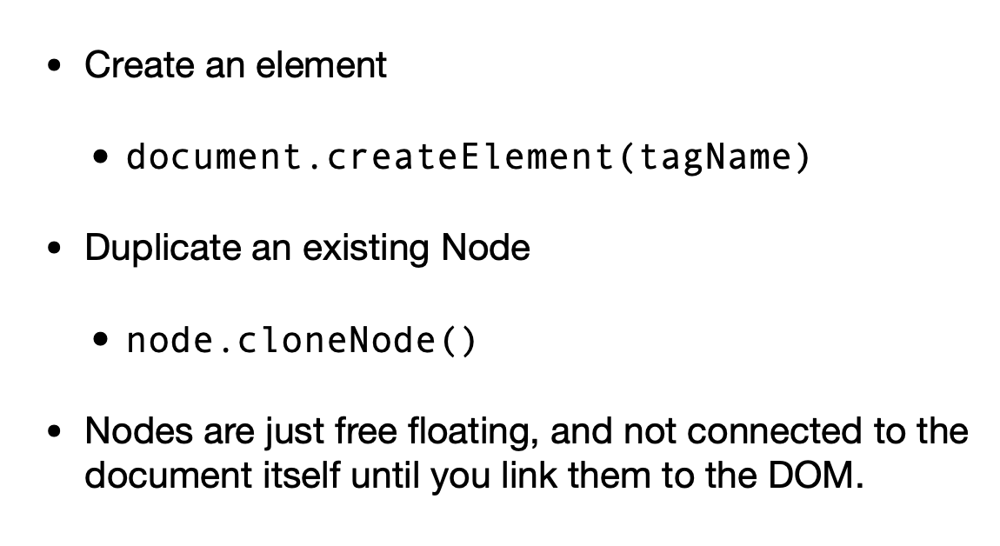 • Create an element
• document.createElement(tagName)
• Duplicate an existing Node
• node.cloneNode()
• Nodes are just free floating, and not connected to the
document itself until you link them to the DOM.